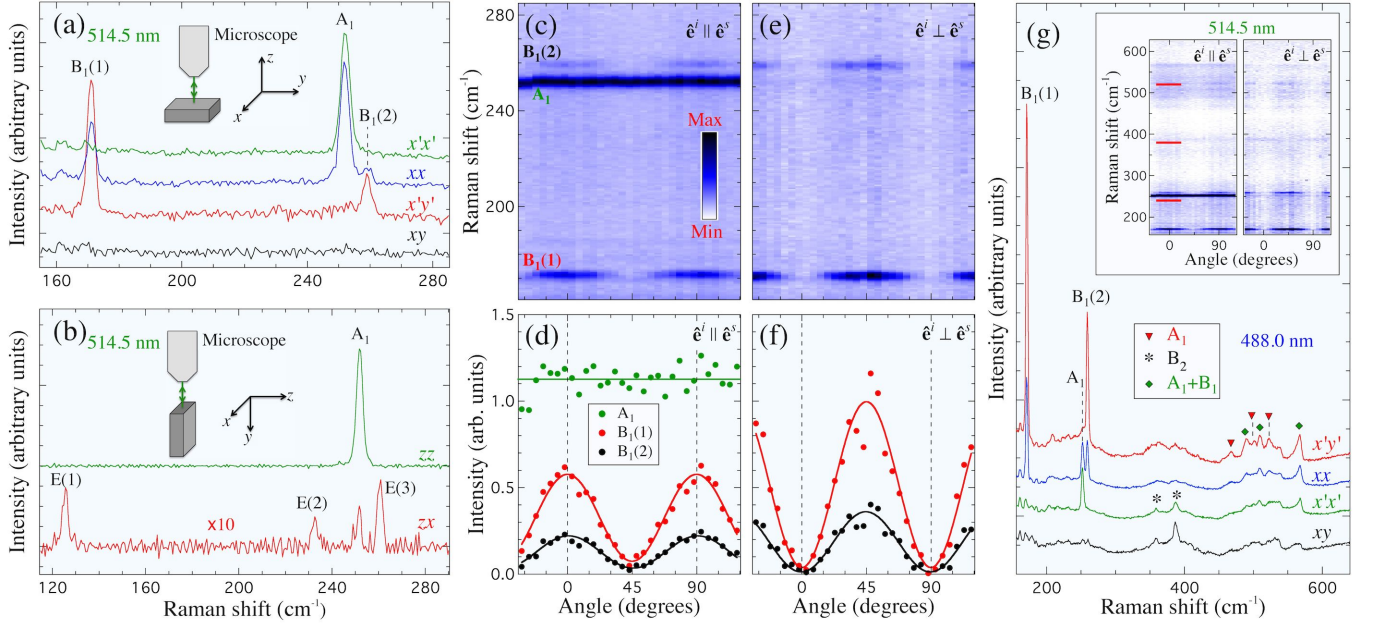 (a)
514.5 nm
Microscope
z
y
x
B₁(1)
A₁
B₁(2)
x'x'
xx
x'y'
xy
Intensity (arbitrary units)
160 200 240 280
(b)
514.5 nm
Microscope
z
x
y
A₁
zz
E(1)
E(2)
E(3)
x10
zx
Intensity (arbitrary units)
120 160 200 240 280
Raman shift (cm⁻¹)
(c)
êⁱ ∥ êˢ
280
240
200
B₁(2)
A₁
B₁(1)
Max
Min
Raman shift (cm⁻¹)
(e)
êⁱ ⊥ êˢ
(d)
êⁱ ∥ êˢ
1.5
1.0
0.5
0.0
A₁
B₁(1)
B₁(2)
Intensity (arb. units)
0 45 90
Angle (degrees)
(f)
êⁱ ⊥ êˢ
0 45 90
Angle (degrees)
(g)
514.5 nm
êⁱ ∥ êˢ
êⁱ ⊥ êˢ
600
500
400
300
200
Raman shift (cm⁻¹)
0 90 0 90
Angle (degrees)
B₁(1)
B₁(2)
A₁
A₁
B₂
A₁+B₁
488.0 nm
x'y'
xx
x'x'
xy
Intensity (arbitrary units)
200 400 600
Raman shift (cm⁻¹)